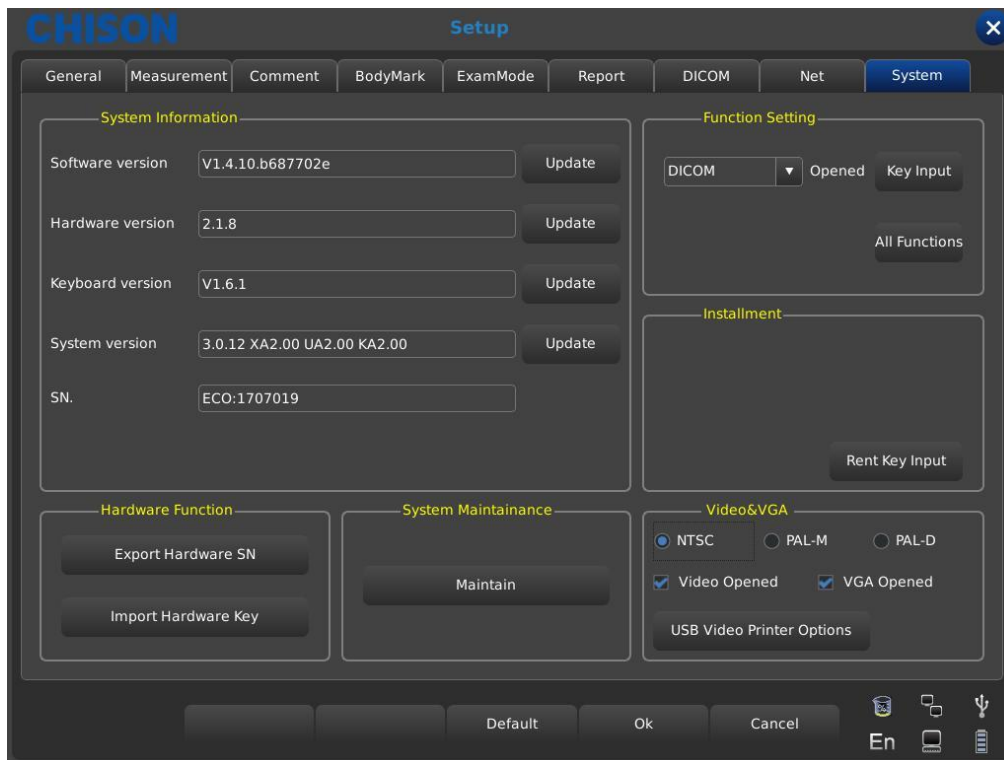 CHISON
Setup
General Measurement Comment BodyMark ExamMode Report DICOM Net System
System Information
Software version V1.4.10.b687702e Update
Hardware version 2.1.8 Update
Keyboard version V1.6.1 Update
System version 3.0.12 XA2.00 UA2.00 KA2.00 Update
SN. ECO:1707019
Function Setting
DICOM Opened Key Input
All Functions
Installment
Rent Key Input
Hardware Function
Export Hardware SN
Import Hardware Key
System Maintainance
Maintain
Video&VGA
NTSC PAL-M PAL-D
Video Opened VGA Opened
USB Video Printer Options
Default Ok Cancel
En